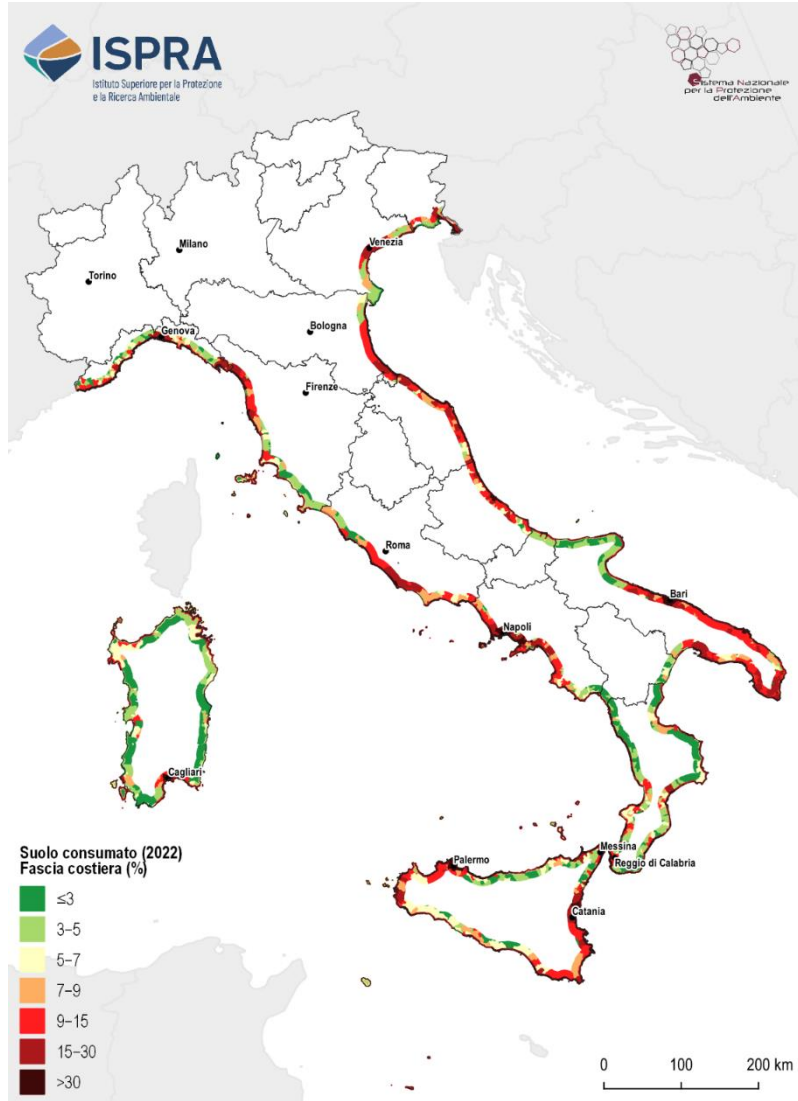 ISPRA
Istituto Superiore per la Protezione
e la Ricerca Ambientale
Sistema Nazionale
per la Protezione
dell'Ambiente
Venezia
Milano
Torino
Bologna
Genova
Firenze
Roma
Bari
Napoli
Cagliari
Messina
Palermo
Reggio di Calabria
Catania
Suolo consumato (2022)
Fascia costiera (%)
≤3
3-5
5-7
7-9
9-15
15-30
>30
0 100 200 km